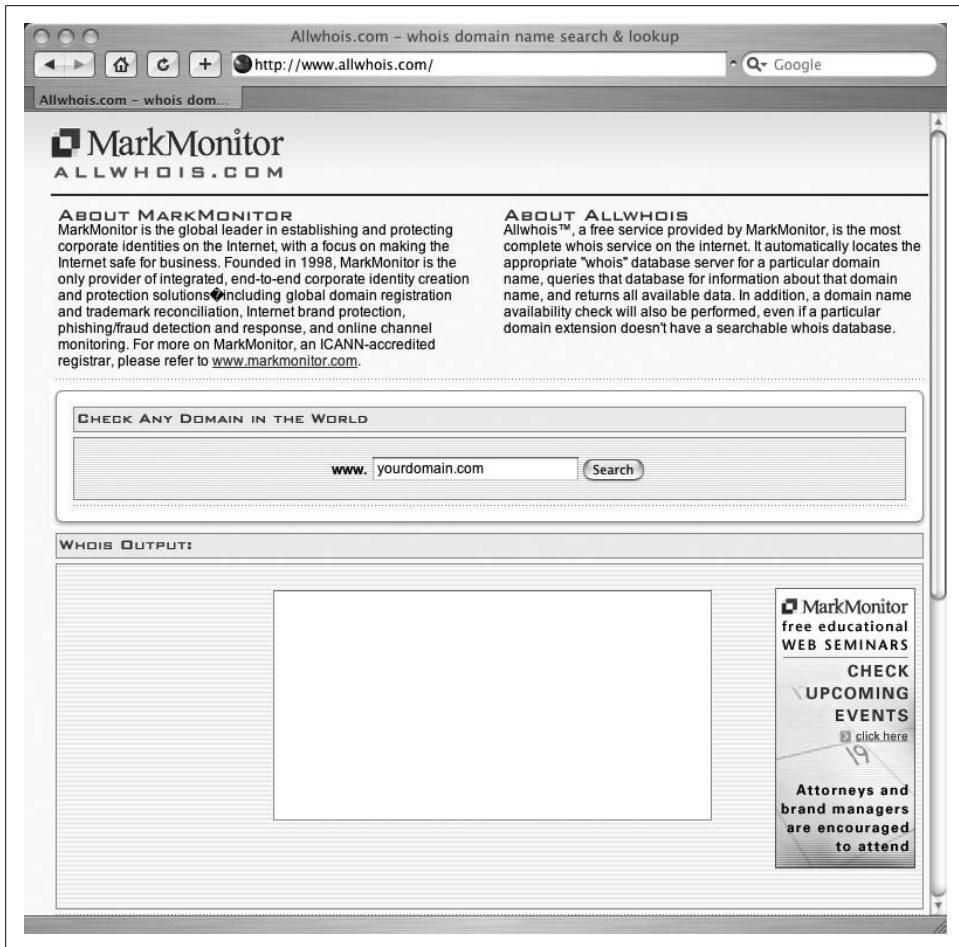 Allwhois.com – whois domain name search & lookup
http://www.allwhois.com/
Google
Allwhois.com – whois dom...
MarkMonitor
ALLWHOIS.COM
ABOUT MARKMONITOR
MarkMonitor is the global leader in establishing and protecting
corporate identities on the Internet, with a focus on making the
Internet safe for business. Founded in 1998, MarkMonitor is the
only provider of integrated, end-to-end corporate identity creation
and protection solutions�including global domain registration
and trademark reconciliation, Internet brand protection,
phishing/fraud detection and response, and online channel
monitoring. For more on MarkMonitor, an ICANN-accredited
registrar, please refer to www.markmonitor.com.
ABOUT ALLWHOIS
Allwhois™, a free service provided by MarkMonitor, is the most
complete whois service on the internet. It automatically locates the
appropriate "whois" database server for a particular domain
name, queries that database for information about that domain
name, and returns all available data. In addition, a domain name
availability check will also be performed, even if a particular
domain extension doesn't have a searchable whois database.
CHECK ANY DOMAIN IN THE WORLD
www. yourdomain.com Search
WHOIS OUTPUT:
MarkMonitor
free educational
WEB SEMINARS
CHECK
UPCOMING
EVENTS
click here
19
Attorneys and
brand managers
are encouraged
to attend